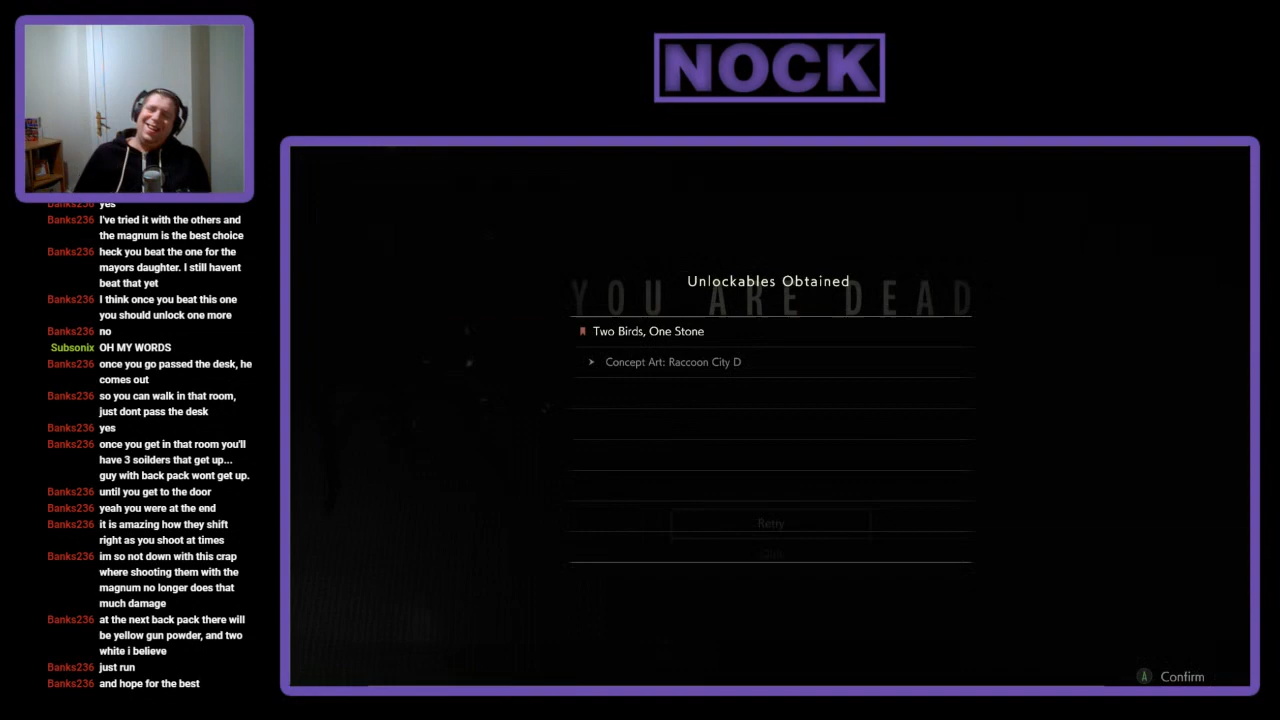 NOCK
yes
Banks236 I've tried it with the others and
the magnum is the best choice
Banks236 heck you beat the one for the
mayors daughter. I still havent
beat that yet
Banks236 I think once you beat this one
you should unlock one more
Banks236 no
Subsonix OH MY WORDS
Banks236 once you go passed the desk, he
comes out
Banks236 so you can walk in that room,
just dont pass the desk
Banks236 yes
Banks236 once you get in that room you'll
have 3 soilders that get up...
guy with back pack wont get up.
Banks236 until you get to the door
Banks236 yeah you were at the end
Banks236 it is amazing how they shift
right as you shoot at times
Banks236 im so not down with this crap
where shooting them with the
magnum no longer does that
much damage
Banks236 at the next back pack there will
be yellow gun powder, and two
white i believe
Banks236 just run
Banks236 and hope for the best
Unlockables Obtained
YOU ARE DEAD
Two Birds, One Stone
Concept Art: Raccoon City D
Retry
A Confirm